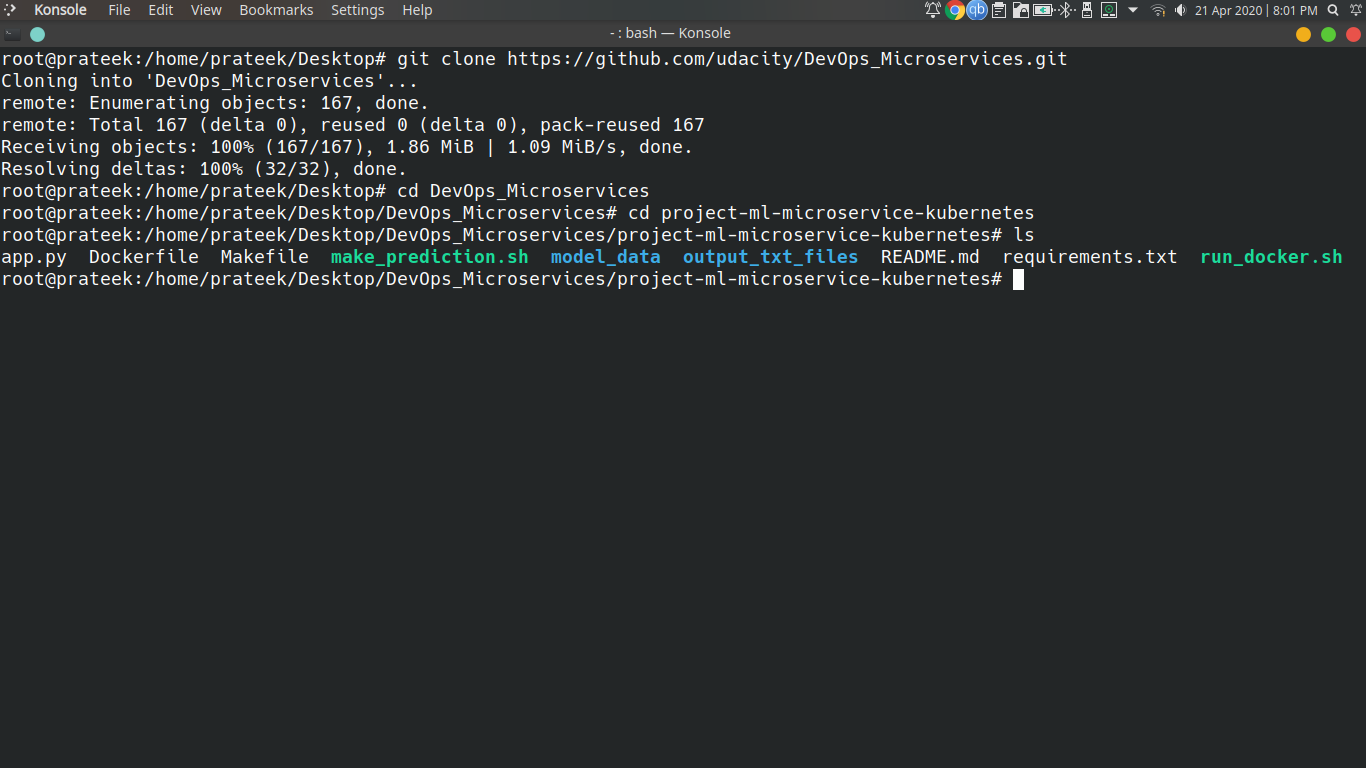 Konsole File Edit View Bookmarks Settings Help qb 21 Apr 2020 | 8:01 PM
- : bash — Konsole
root@prateek:/home/prateek/Desktop# git clone https://github.com/udacity/DevOps_Microservices.git
Cloning into 'DevOps_Microservices'...
remote: Enumerating objects: 167, done.
remote: Total 167 (delta 0), reused 0 (delta 0), pack-reused 167
Receiving objects: 100% (167/167), 1.86 MiB | 1.09 MiB/s, done.
Resolving deltas: 100% (32/32), done.
root@prateek:/home/prateek/Desktop# cd DevOps_Microservices
root@prateek:/home/prateek/Desktop/DevOps_Microservices# cd project-ml-microservice-kubernetes
root@prateek:/home/prateek/Desktop/DevOps_Microservices/project-ml-microservice-kubernetes# ls
app.py  Dockerfile  Makefile  make_prediction.sh  model_data  output_txt_files  README.md  requirements.txt  run_docker.sh
root@prateek:/home/prateek/Desktop/DevOps_Microservices/project-ml-microservice-kubernetes#